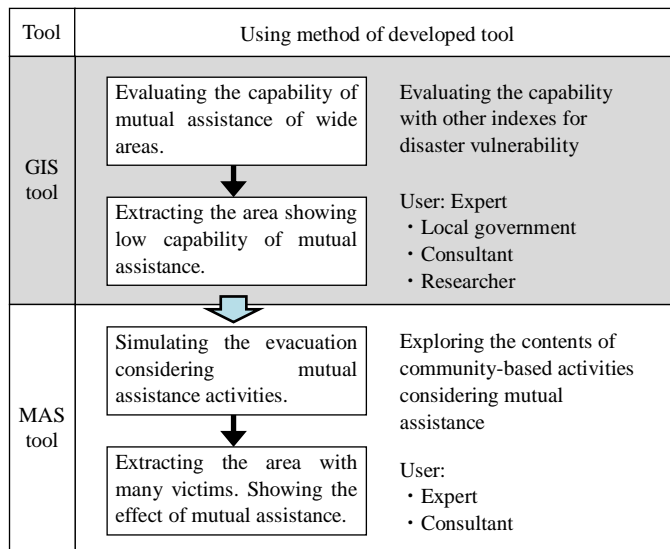 Tool
Using method of developed tool
GIS
tool
Evaluating the capability of
mutual assistance of wide
areas.
Extracting the area showing
low capability of mutual
assistance.
Evaluating the capability
with other indexes for
disaster vulnerability
User: Expert
・Local government
・Consultant
・Researcher
MAS
tool
Simulating the evacuation
considering mutual
assistance activities.
Extracting the area with
many victims. Showing the
effect of mutual assistance.
Exploring the contents of
community-based activities
considering mutual
assistance
User:
・Expert
・Consultant